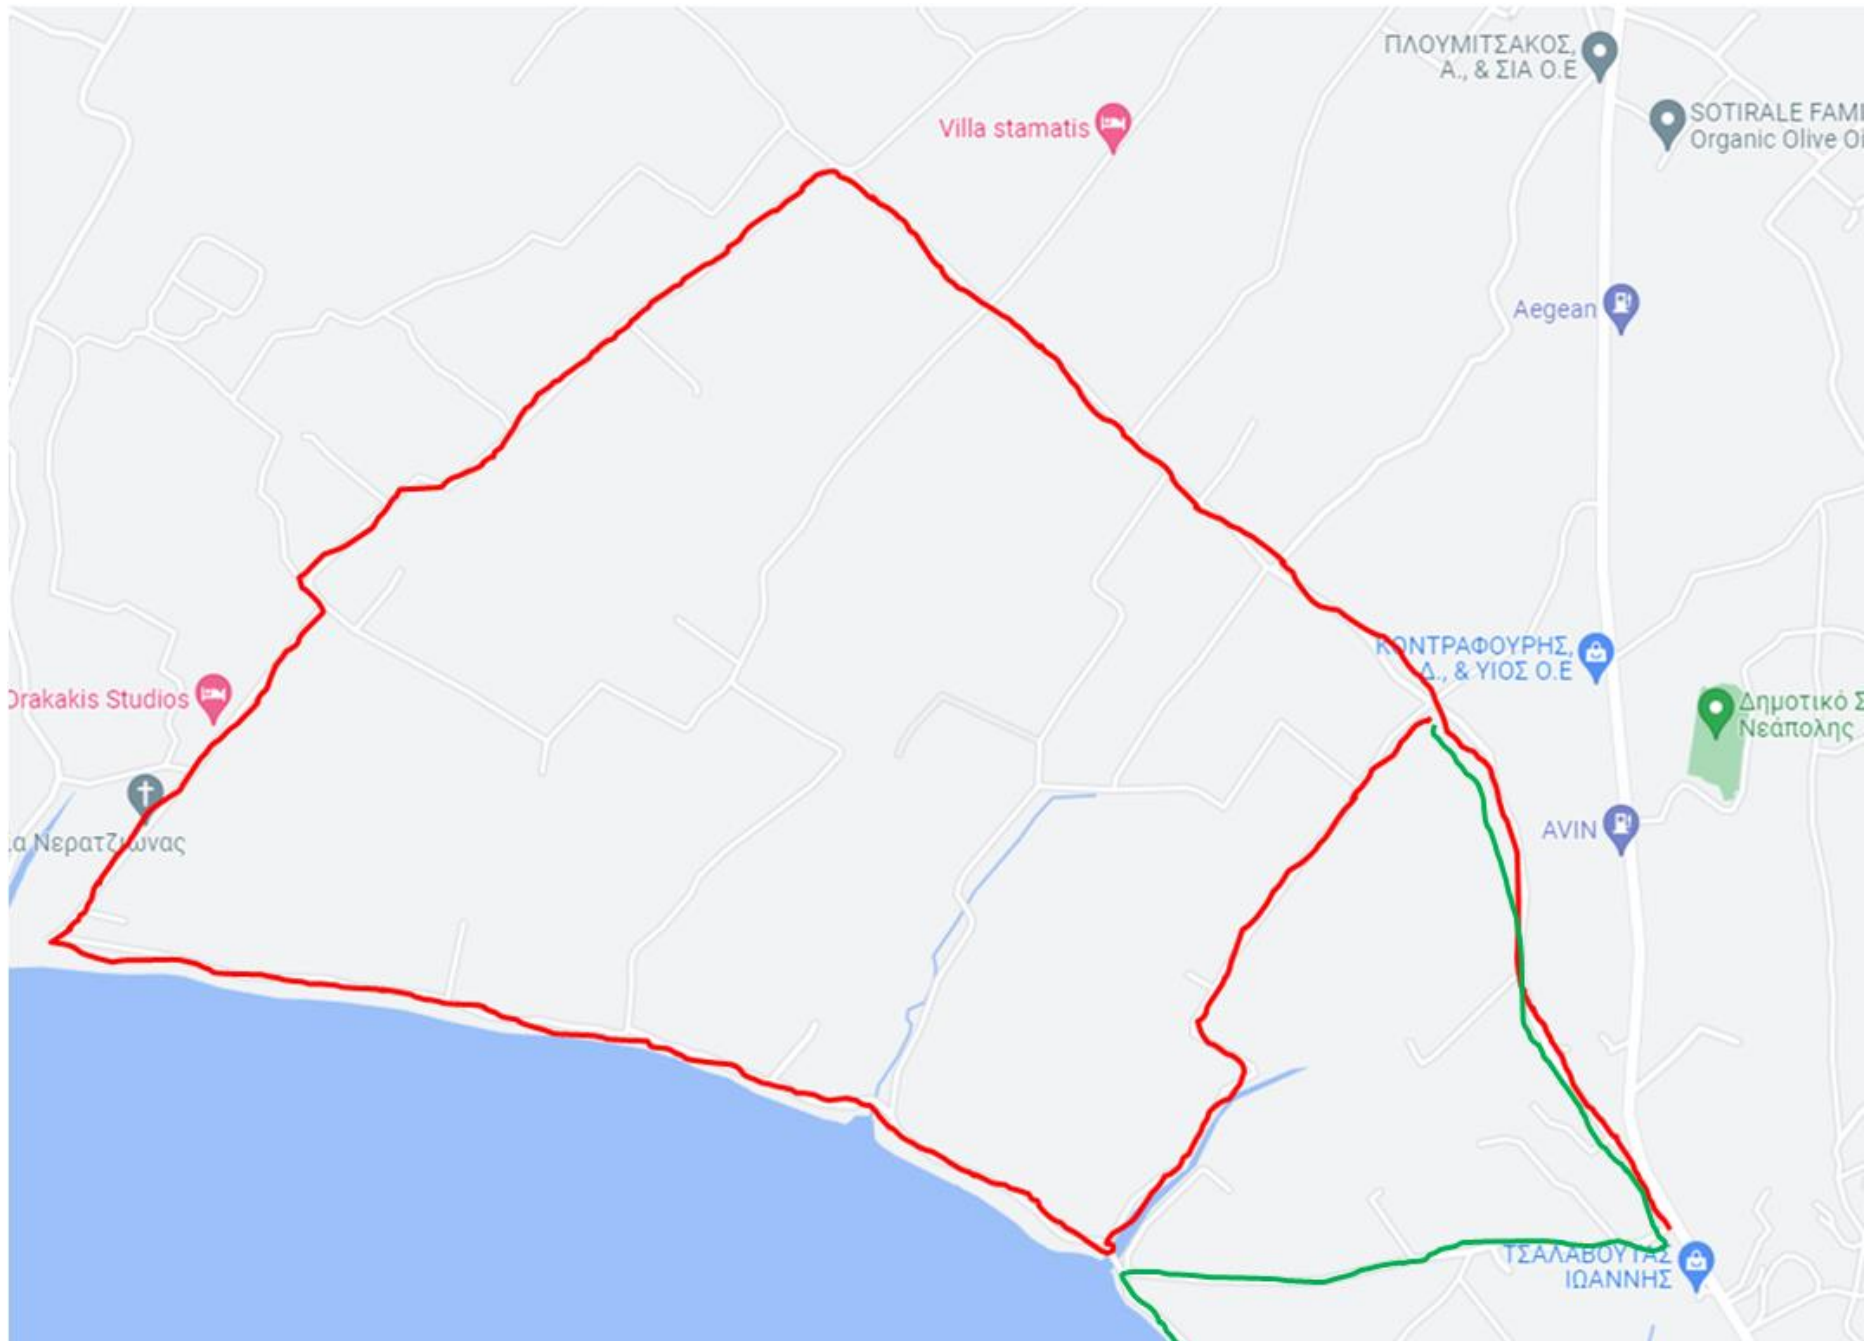 ΠΛΟΥΜΙΤΣΑΚΟΣ,
Α., & ΣΙΑ Ο.Ε
Villa stamatis
SOTIRALE FAMI
Organic Olive Oi
Aegean
ΚΟΝΤΡΑΦΟΥΡΗΣ,
Δ., & ΥΙΟΣ Ο.Ε
Drakakis Studios
Δημοτικό Σ
Νεάπολης
AVIN
α Νερατζιώνας
ΤΣΑΛΑΒΟΥΤΑΣ
ΙΩΑΝΝΗΣ